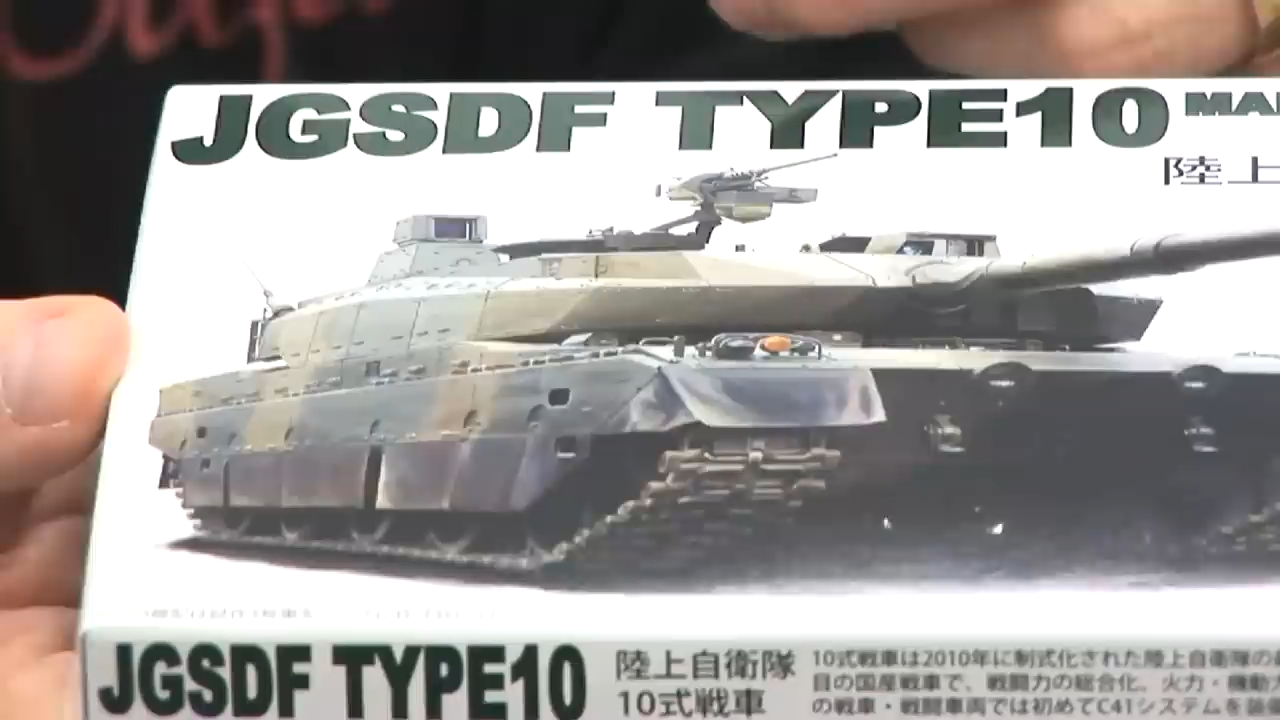 JGSDF TYPE10
陸上
JGSDF TYPE10
陸上自衛隊
10式戦車
10式戦車は2010年に制式化された陸上自衛隊の
目の国産戦車で、戦闘力の総合化、火力・機動
の戦車・戦闘車両では初めてC4Iシステムを装